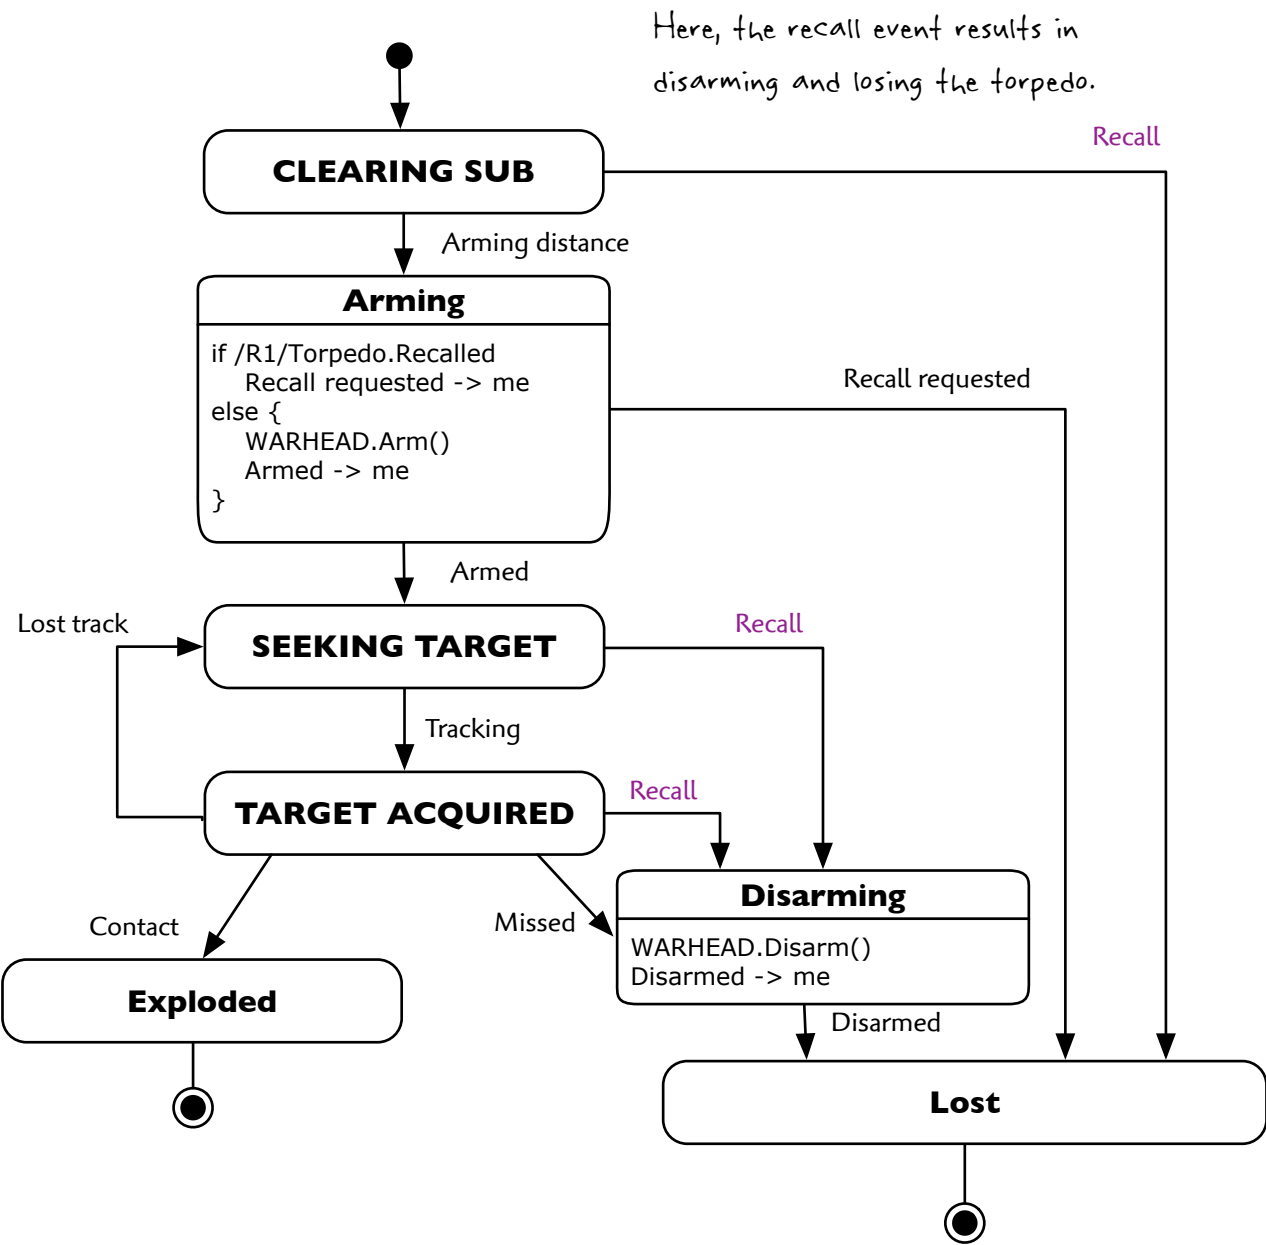 Here, the recall event results in
disarming and losing the torpedo.
Recall
CLEARING SUB
Arming distance
Arming
if /R1/Torpedo.Recalled
Recall requested -> me
else {
WARHEAD.Arm()
Armed -> me
}
Recall requested
Armed
Lost track
SEEKING TARGET
Recall
Tracking
TARGET ACQUIRED
Recall
Contact
Missed
Disarming
WARHEAD.Disarm()
Disarmed -> me
Exploded
Disarmed
Lost